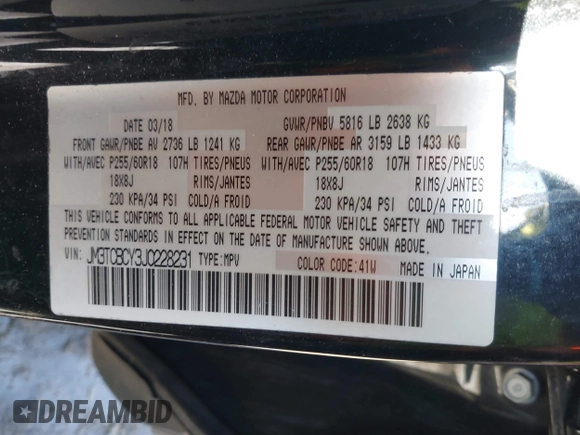 MFD. BY MAZDA MOTOR CORPORATION
DATE 03/18 GVWR/PNBV 5816 LB 2638 KG
FRONT GAWR/PNBE AV 2736 LB 1241 KG REAR GAWR/PNBE AR 3159 LB 1433 KG
WITH/AVEC P255/60R18 107H TIRES/PNEUS WITH/AVEC P255/60R18 107H TIRES/PNEUS
18X8J RIMS/JANTES 18X8J RIMS/JANTES
230 KPA/34 PSI COLD/A FROID 230 KPA/34 PSI COLD/A FROID
THIS VEHICLE CONFORMS TO ALL APPLICABLE FEDERAL MOTOR VEHICLE SAFETY AND THEFT
PREVENTION STANDARDS IN EFFECT ON THE DATE OF MANUFACTURE SHOWN ABOVE.
VIN: JM3TCBCY3J0228231 TYPE:MPV COLOR CODE:41W MADE IN JAPAN
DREAMBID